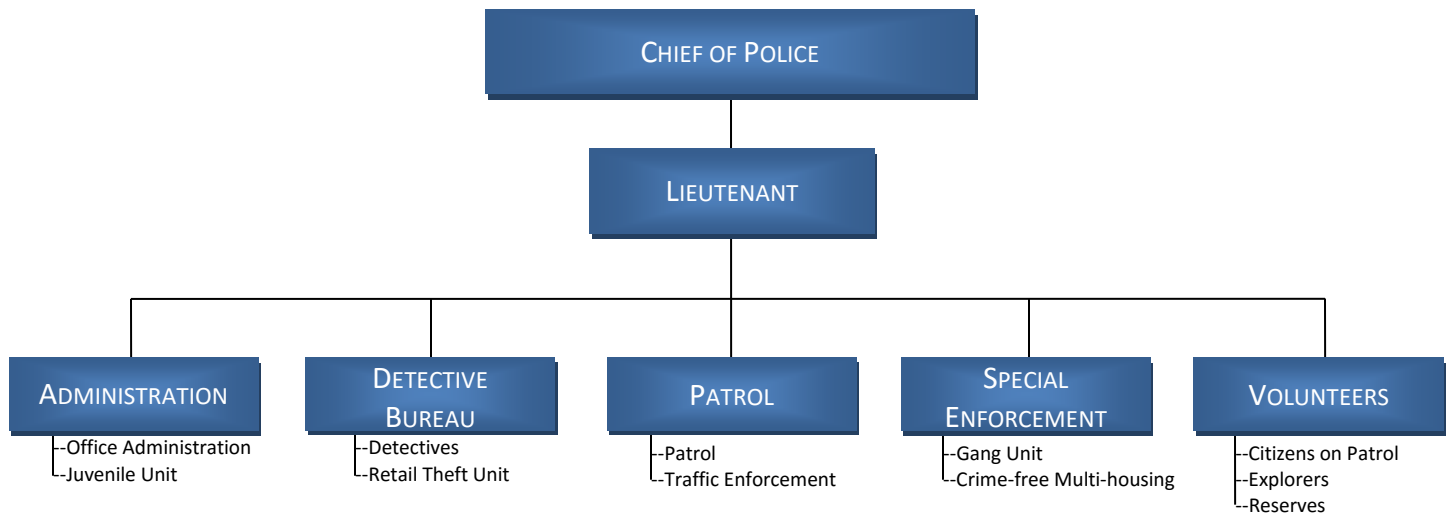 CHIEF OF POLICE
LIEUTENANT
ADMINISTRATION
--Office Administration
--Juvenile Unit
DETECTIVE
BUREAU
--Detectives
--Retail Theft Unit
PATROL
--Patrol
--Traffic Enforcement
SPECIAL
ENFORCEMENT
--Gang Unit
--Crime-free Multi-housing
VOLUNTEERS
--Citizens on Patrol
--Explorers
--Reserves